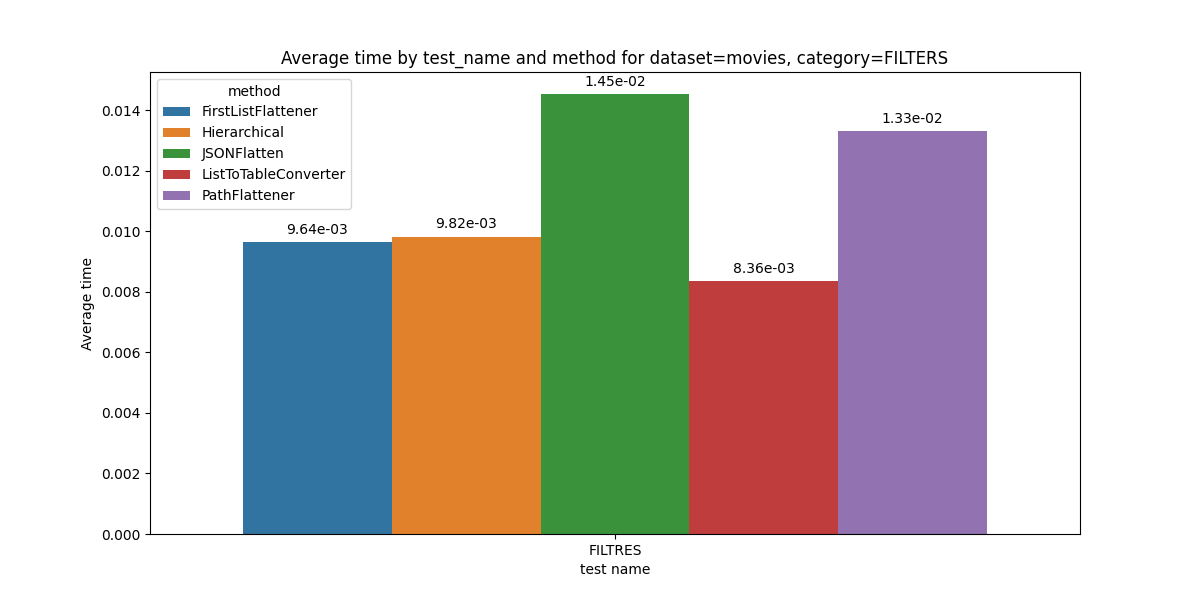 Average time by test_name and method for dataset=movies, category=FILTERS
method
FirstListFlattener
Hierarchical
JSONFlatten
ListToTableConverter
PathFlattener
9.64e-03
9.82e-03
1.45e-02
8.36e-03
1.33e-02
Average time
0.014
0.012
0.010
0.008
0.006
0.004
0.002
0.000
FILTRES
test name